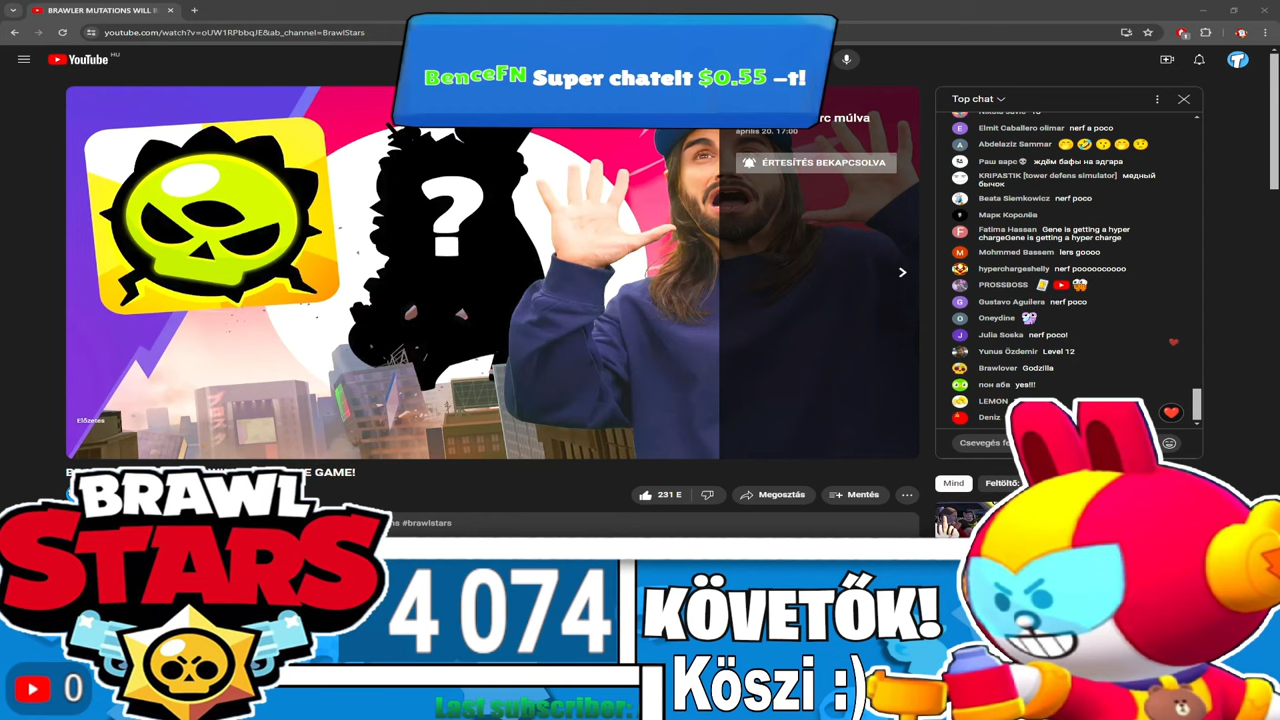 BRAWLER MUTATIONS WILL B
youtube.com/watch?v=oUW1RPbbqJE&ab_channel=BrawlStars
YouTube HU
BenceFN Super chatelt $0.55 –t!
rc múlva
április 20. 17:00
ÉRTESÍTÉS BEKAPCSOLVA
?
Előzetes
Top chat
Elmit Caballero olimar nerf a poco
Abdelaziz Sammar
Раш варс ждём бафы на эдгара
KRIPASTIK [tower defens simulator] медный
бычок
Beata Siemkowicz nerf poco
Марк Королёв
Fatima Hassan Gene is getting a hyper
chargeGene is getting a hyper charge
Mohmmed Bassem lers goooo
hyperchargeshelly nerf pooooocoooo
PROSSBOSS
Gustavo Aguilera nerf poco
Oneydine
Julia Soska nerf poco!
Yunus Özdemir Level 12
Brawlover Godzilla
пон абв yes!!!
LEMON
Deniz
Csevegés fo
E GAME!
231 E
Megosztás
Mentés
Mind
Feltöltő:
#brawlstars
BRAWL
STARS
4 074
KÖVETŐK!
Köszi :)
0
Last subscriber: